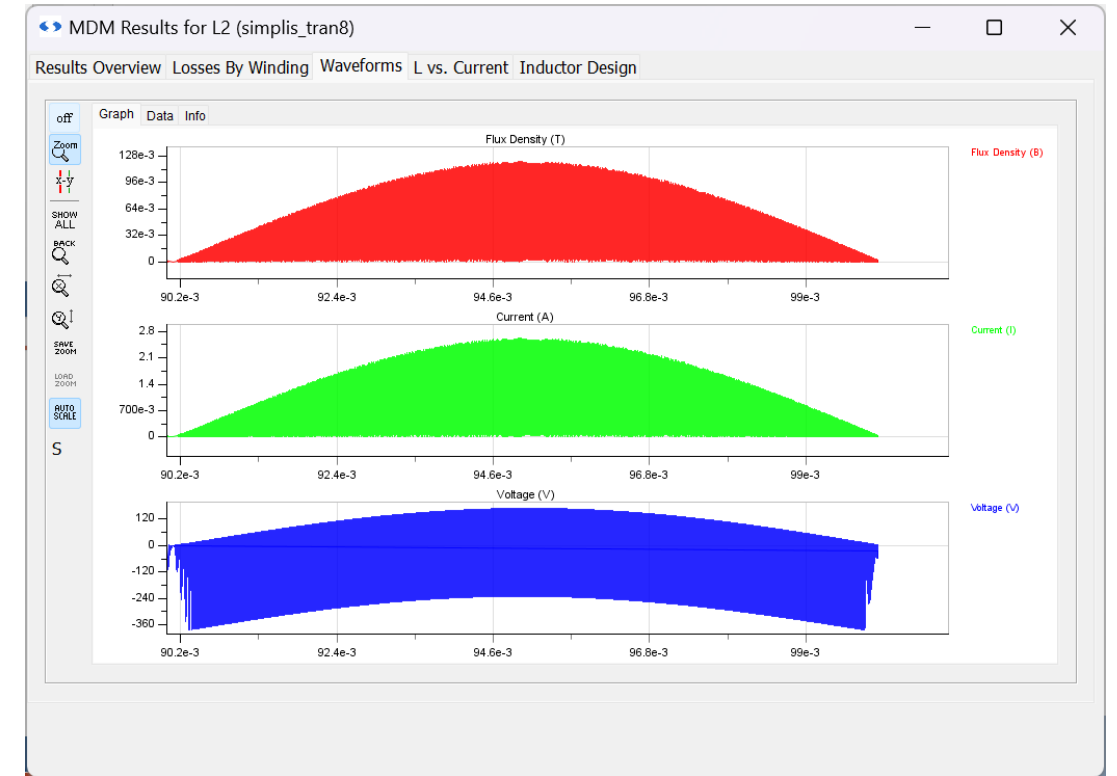 MDM Results for L2 (simplis_tran8)
Results Overview Losses By Winding Waveforms L vs. Current Inductor Design
off Graph Data Info
Flux Density (T)
Zoom
128e-3
96e-3
64e-3
32e-3
0
Flux Density (B)
x-y
SHOW
ALL
BACK
90.2e-3 92.4e-3 94.6e-3 96.8e-3 99e-3
Current (A)
2.8
2.1
1.4
700e-3
0
Current (I)
X
Y
SAVE
ZOOM
LOAD
ZOOM
AUTO
SCALE
S
90.2e-3 92.4e-3 94.6e-3 96.8e-3 99e-3
Voltage (V)
120
0
-120
-240
-360
Voltage (V)
90.2e-3 92.4e-3 94.6e-3 96.8e-3 99e-3